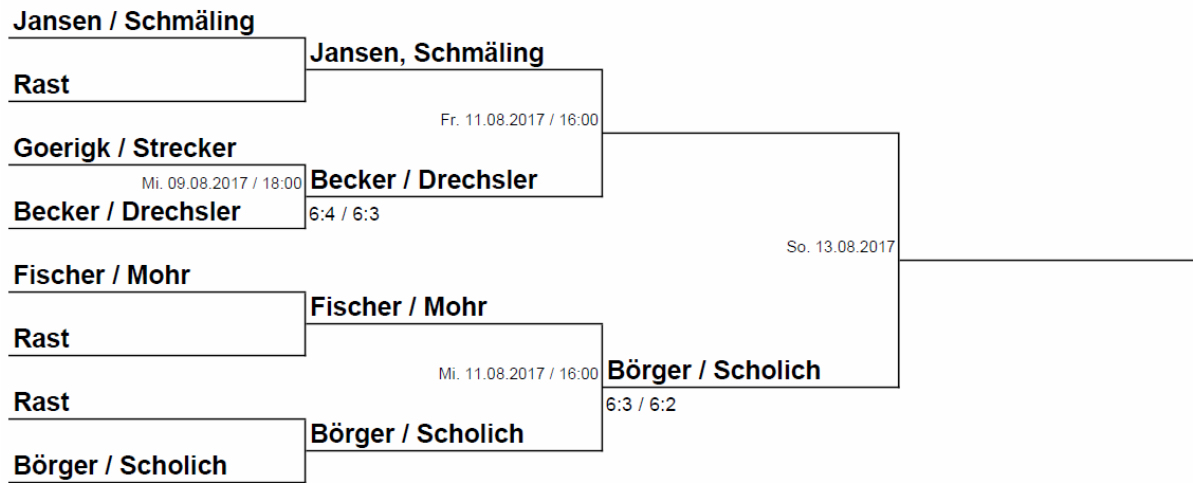 Jansen / Schmäling
Jansen, Schmäling
Rast
Fr. 11.08.2017 / 16:00
Goerigk / Strecker
Mi. 09.08.2017 / 18:00
Becker / Drechsler
Becker / Drechsler
6:4 / 6:3
So. 13.08.2017
Fischer / Mohr
Fischer / Mohr
Rast
Mi. 11.08.2017 / 16:00
Börger / Scholich
Rast
6:3 / 6:2
Börger / Scholich
Börger / Scholich